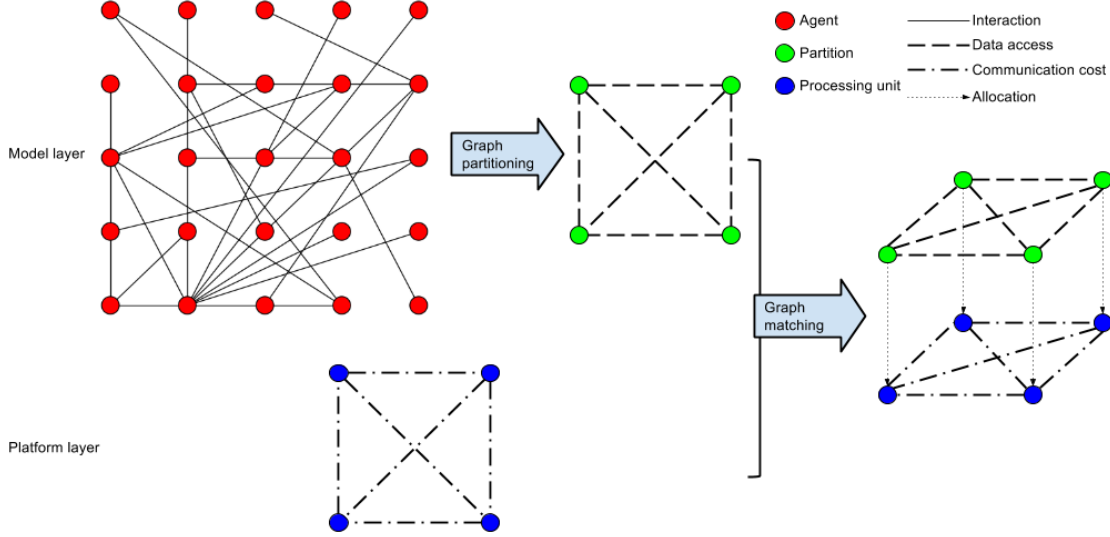 Agent
Interaction
Partition
Data access
Processing unit
Communication cost
Allocation
Model layer
Graph
partitioning
Graph
matching
Platform layer